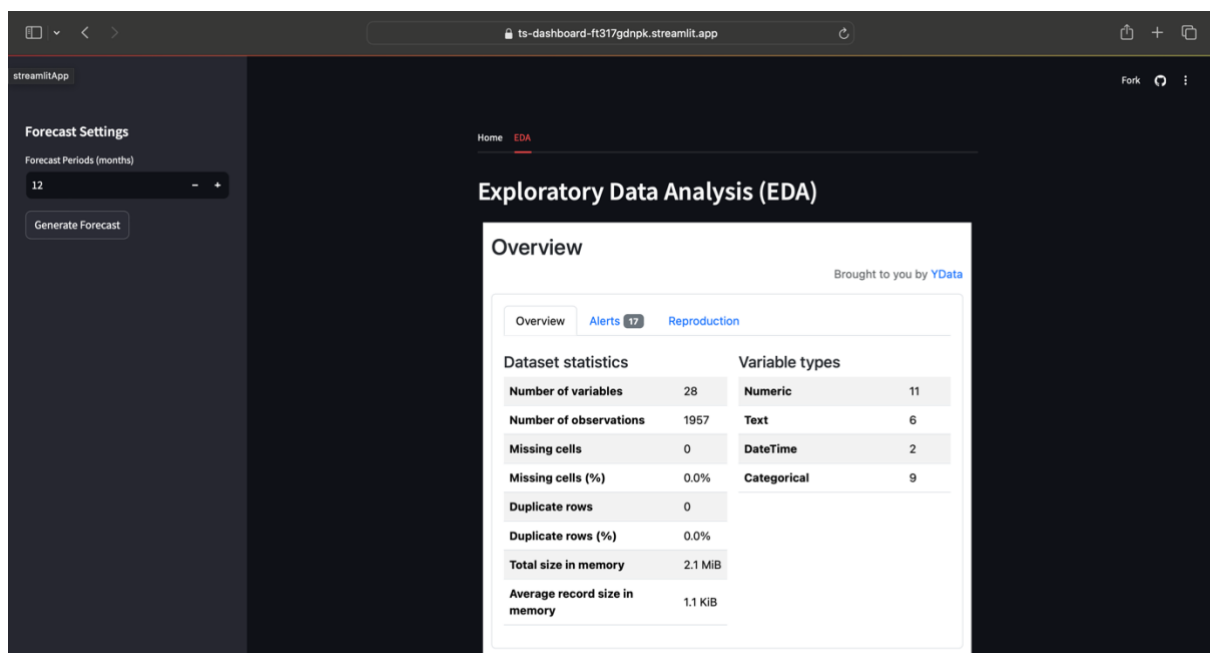 ts-dashboard-ft317gdnpk.streamlit.app
streamlitApp
Fork
Forecast Settings
Forecast Periods (months)
12
Generate Forecast
Home EDA
Exploratory Data Analysis (EDA)
Overview
Brought to you by YData
Overview Alerts 17 Reproduction
Dataset statistics
Number of variables 28
Number of observations 1957
Missing cells 0
Missing cells (%) 0.0%
Duplicate rows 0
Duplicate rows (%) 0.0%
Total size in memory 2.1 MiB
Average record size in
memory 1.1 KiB
Variable types
Numeric 11
Text 6
DateTime 2
Categorical 9